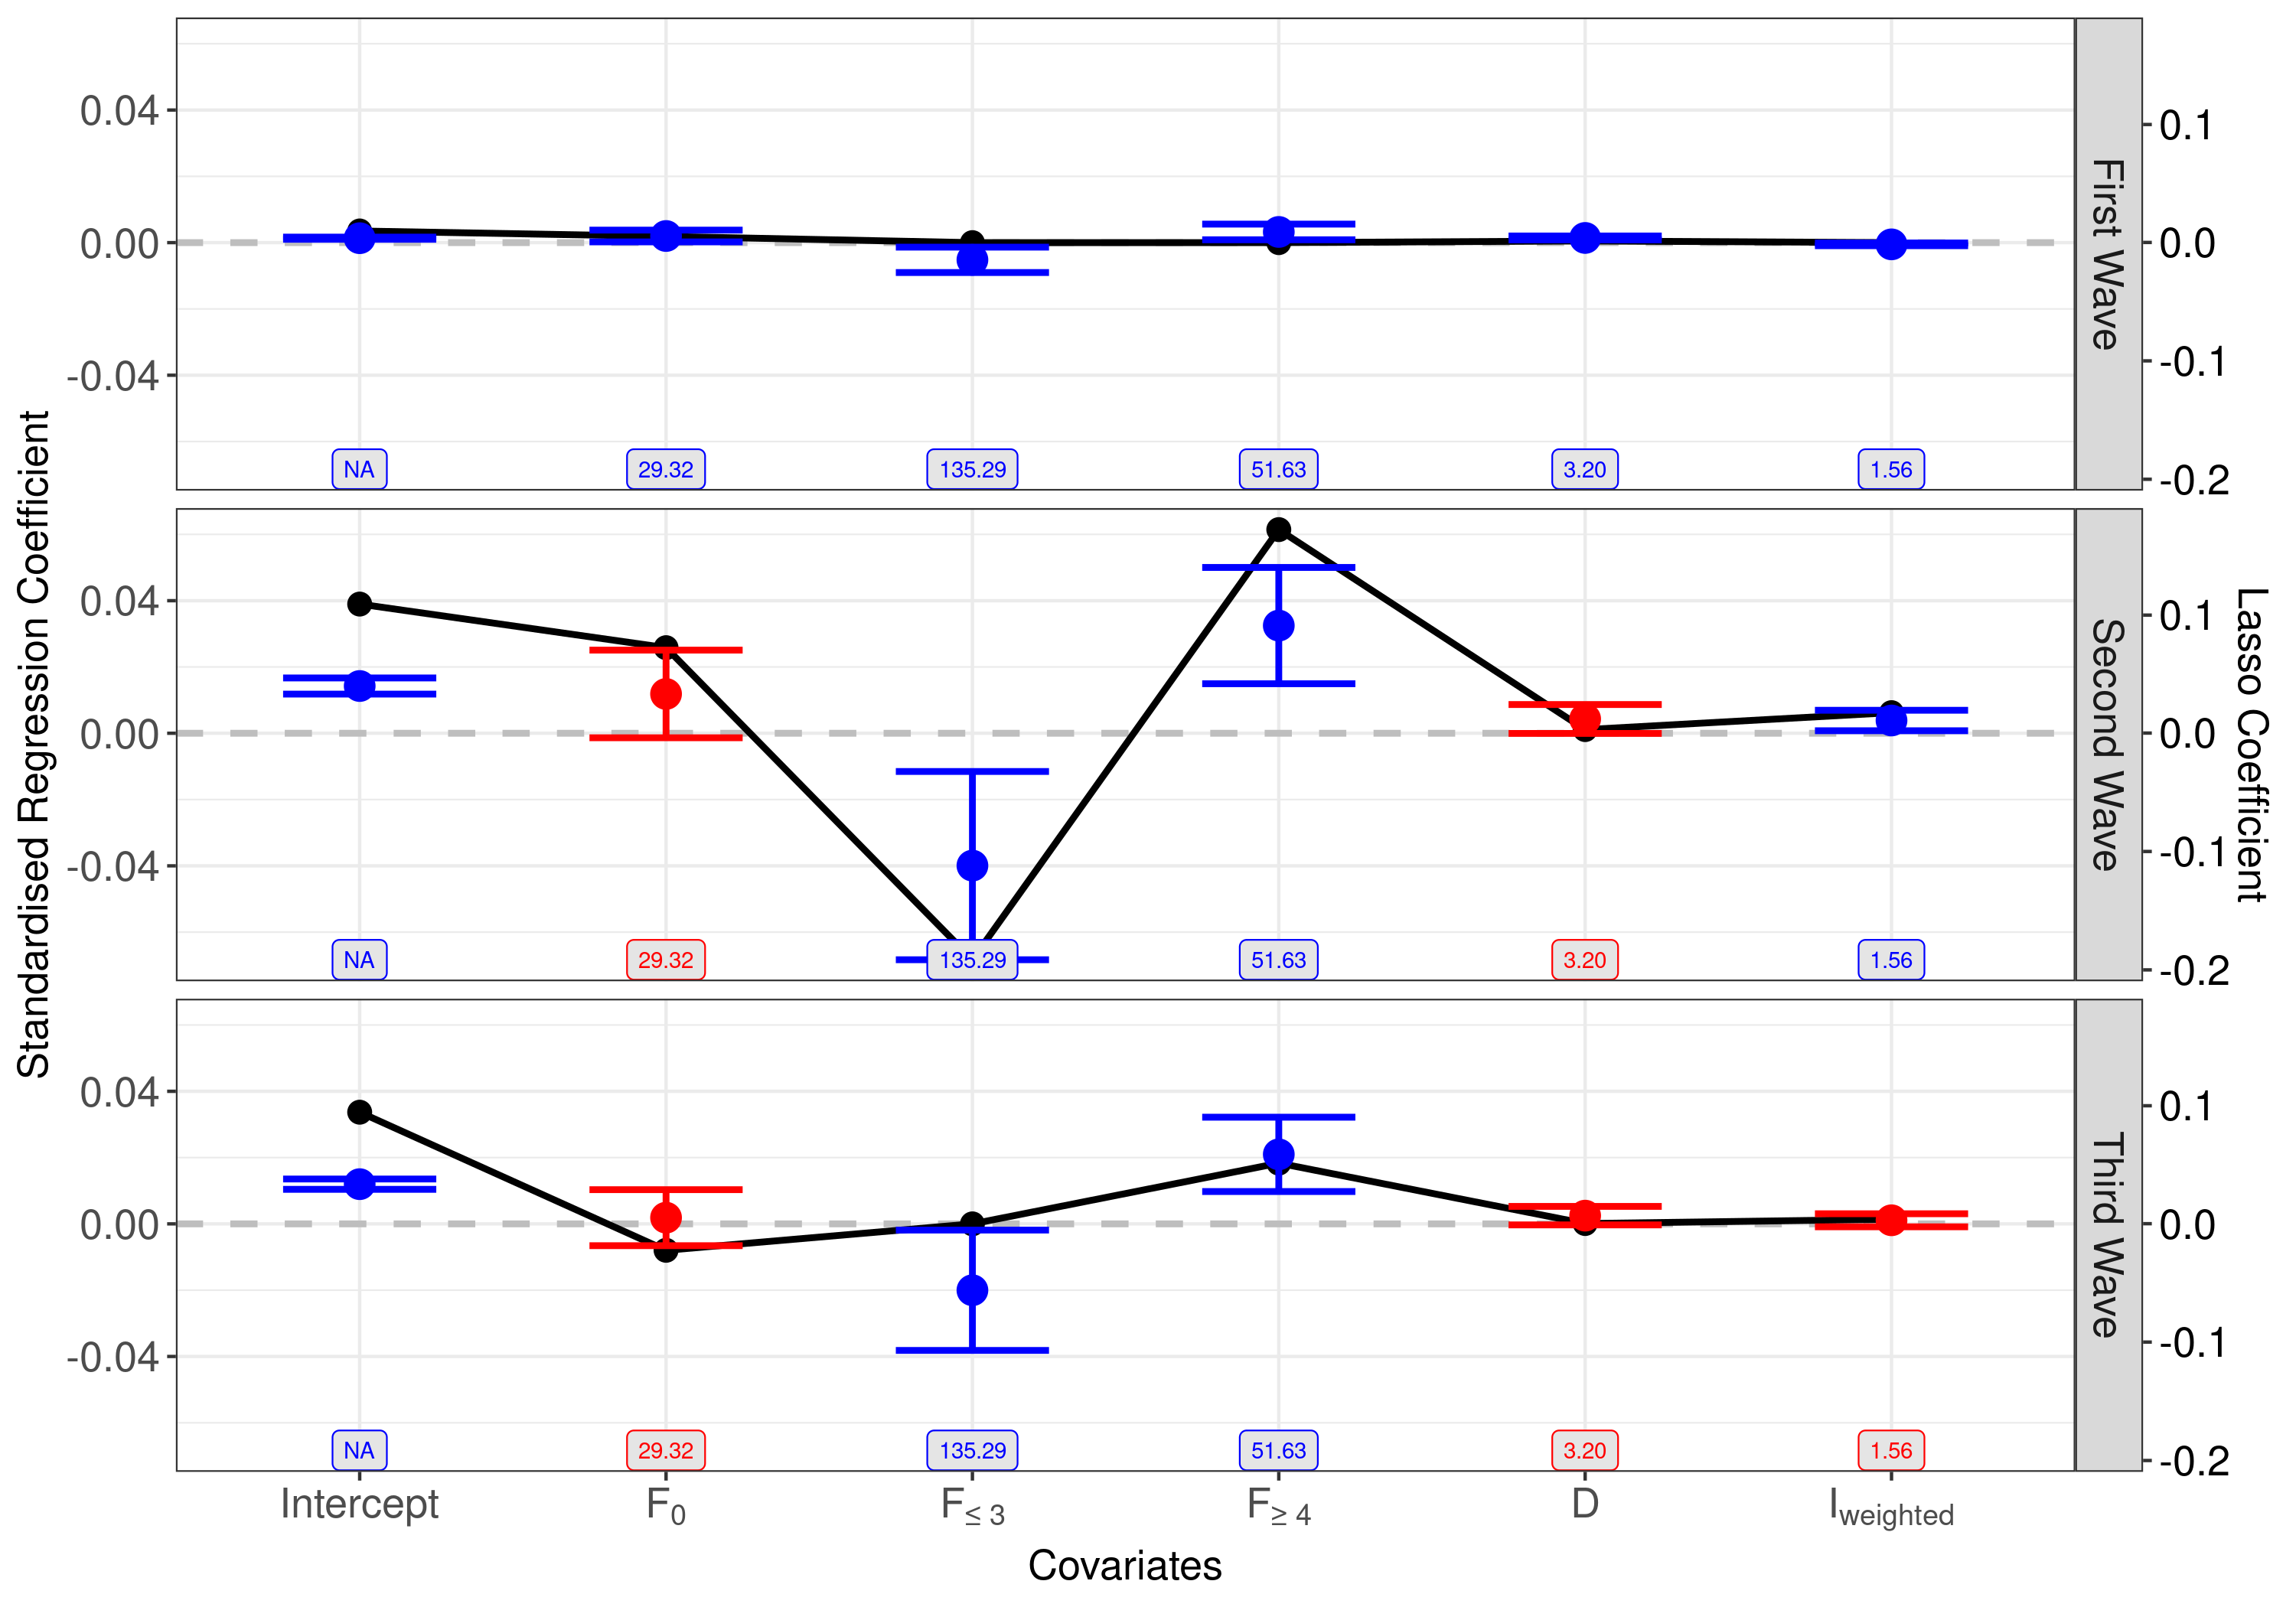 Standardised Regression Coefficient
0.04
0.00
-0.04
NA 29.32 135.29 51.63 3.20 1.56
First Wave
0.1
0.0
-0.1
-0.2
0.04
0.00
-0.04
NA 29.32 135.29 51.63 3.20 1.56
Second Wave
0.1
0.0
-0.1
-0.2
Lasso Coefficient
0.04
0.00
-0.04
NA 29.32 135.29 51.63 3.20 1.56
Third Wave
0.1
0.0
-0.1
-0.2
Intercept F₀ F≤ 3 F≥ 4 D Iweighted
Covariates